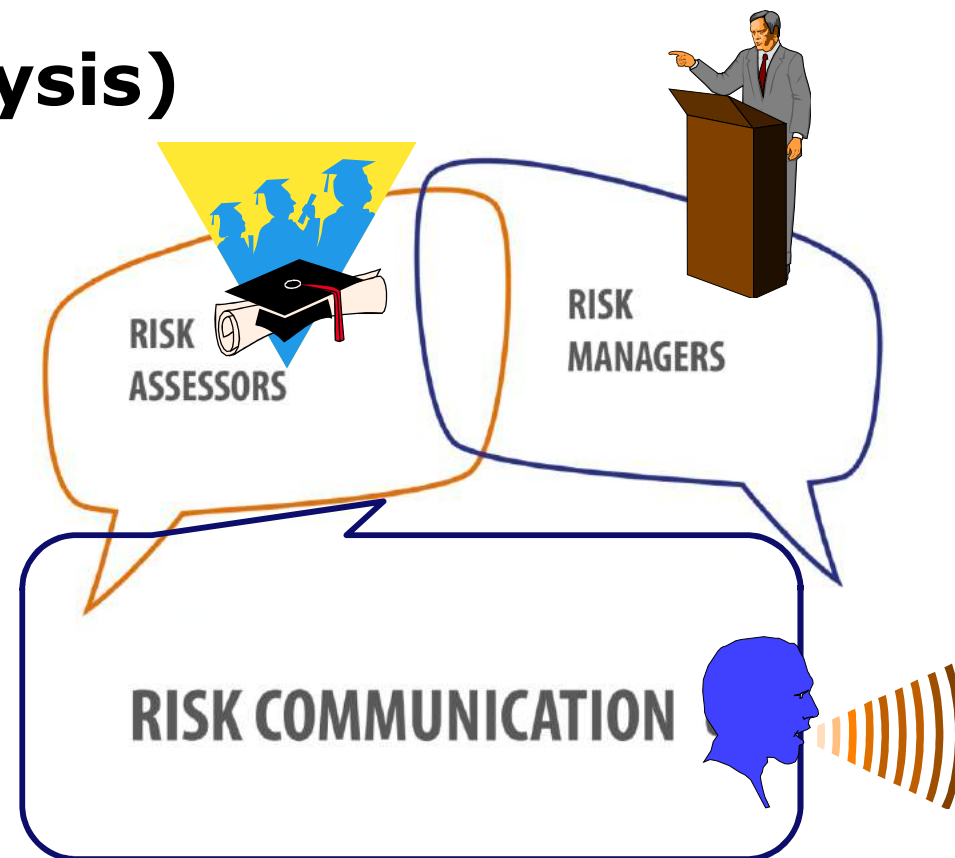 ysis)
RISK
ASSESSORS
RISK
MANAGERS
RISK COMMUNICATION